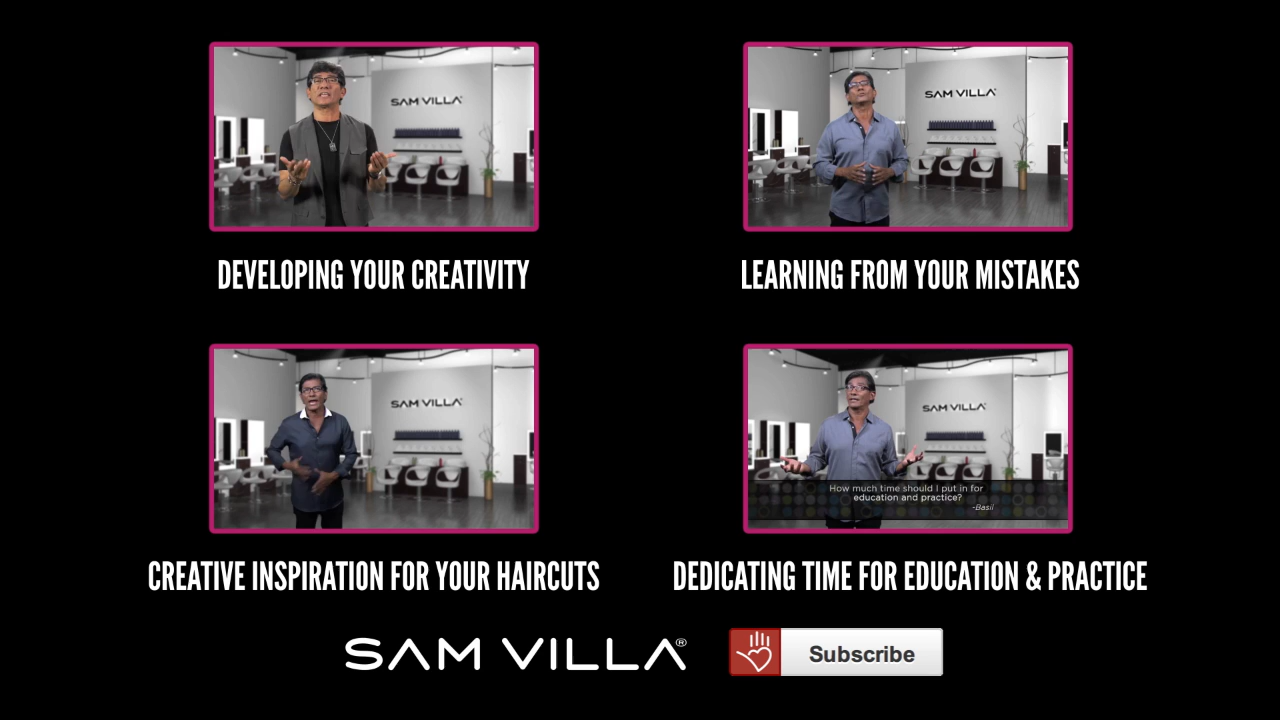 SAM VILLA
SAM VILLA
DEVELOPING YOUR CREATIVITY
LEARNING FROM YOUR MISTAKES
SAM VILLA
SAM VILLA
How much time should I put in for
education and practice?
-Basil
CREATIVE INSPIRATION FOR YOUR HAIRCUTS
DEDICATING TIME FOR EDUCATION & PRACTICE
SAM VILLA®
Subscribe